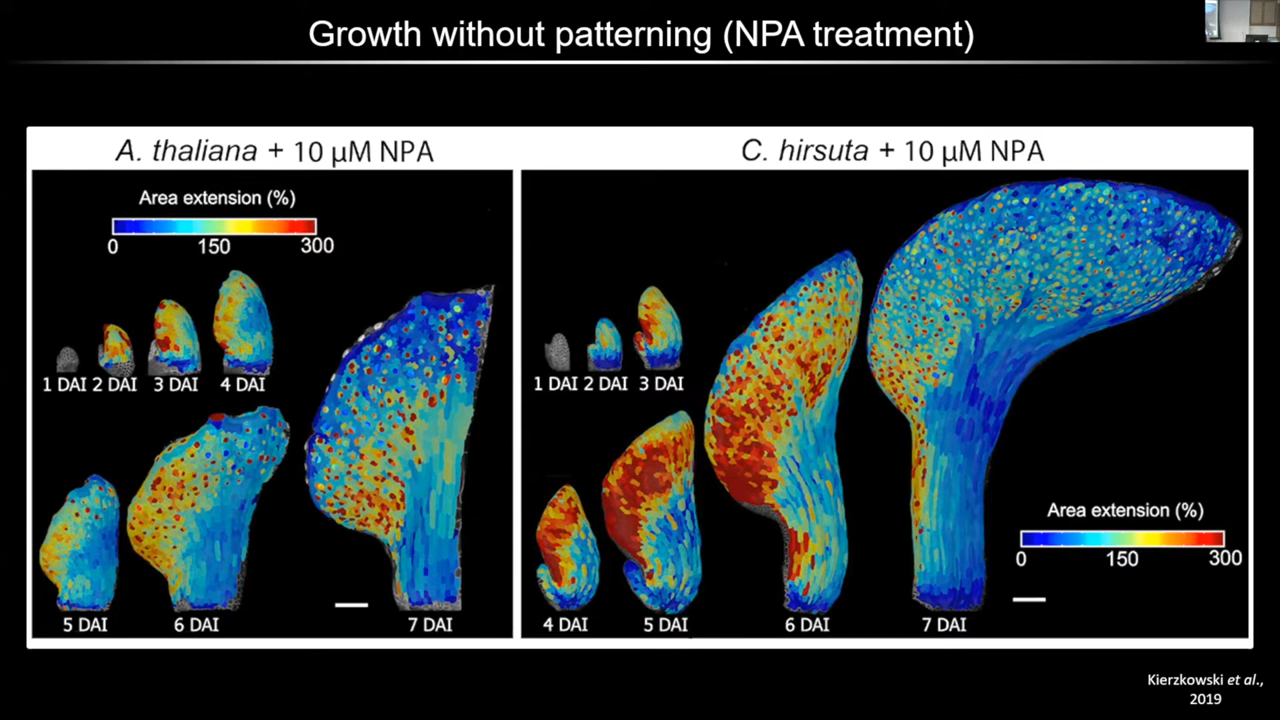 Growth without patterning (NPA treatment)
A. thaliana + 10 µM NPA
Area extension (%)
0 150 300
1 DAI 2 DAI 3 DAI 4 DAI
5 DAI 6 DAI 7 DAI
C. hirsuta + 10 µM NPA
1 DAI 2 DAI 3 DAI
Area extension (%)
0 150 300
4 DAI 5 DAI 6 DAI 7 DAI
Kierzkowski et al.,
2019